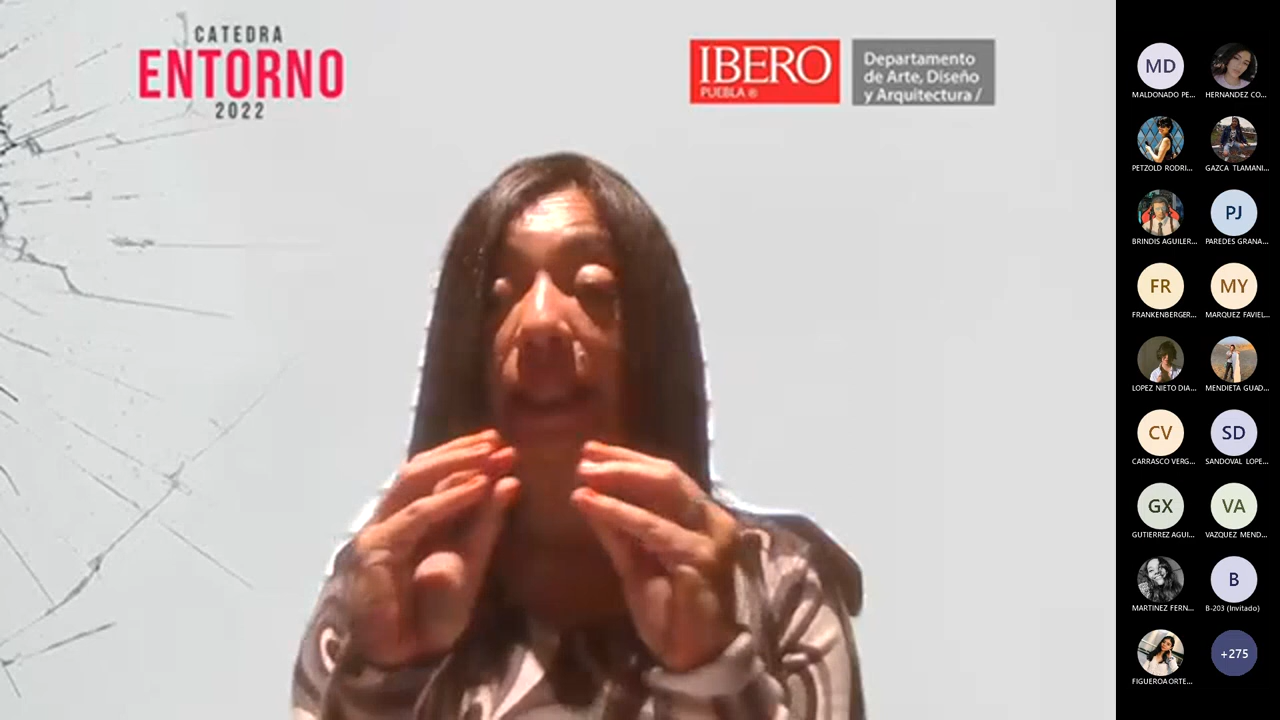 CATEDRA
ENTORNO
2022
IBERO
PUEBLA ®
Departamento
de Arte, Diseño
y Arquitectura /
MD
MALDONADO PE...
HERNANDEZ CO...
PETZOLD RODRI...
GAZCA TLAMANI...
BRINDIS AGUILER...
PJ
PAREDES GRANA...
FR
FRANKENBERGER...
MY
MARQUEZ FAVIEL...
LOPEZ NIETO DIA...
MENDIETA GUAD...
CV
CARRASCO VERG...
SD
SANDOVAL LOPE...
GX
GUTIERREZ AGUI...
VA
VAZQUEZ MEND...
MARTINEZ FERN...
B
B-203 (Invitado)
FIGUEROA ORTE...
+275